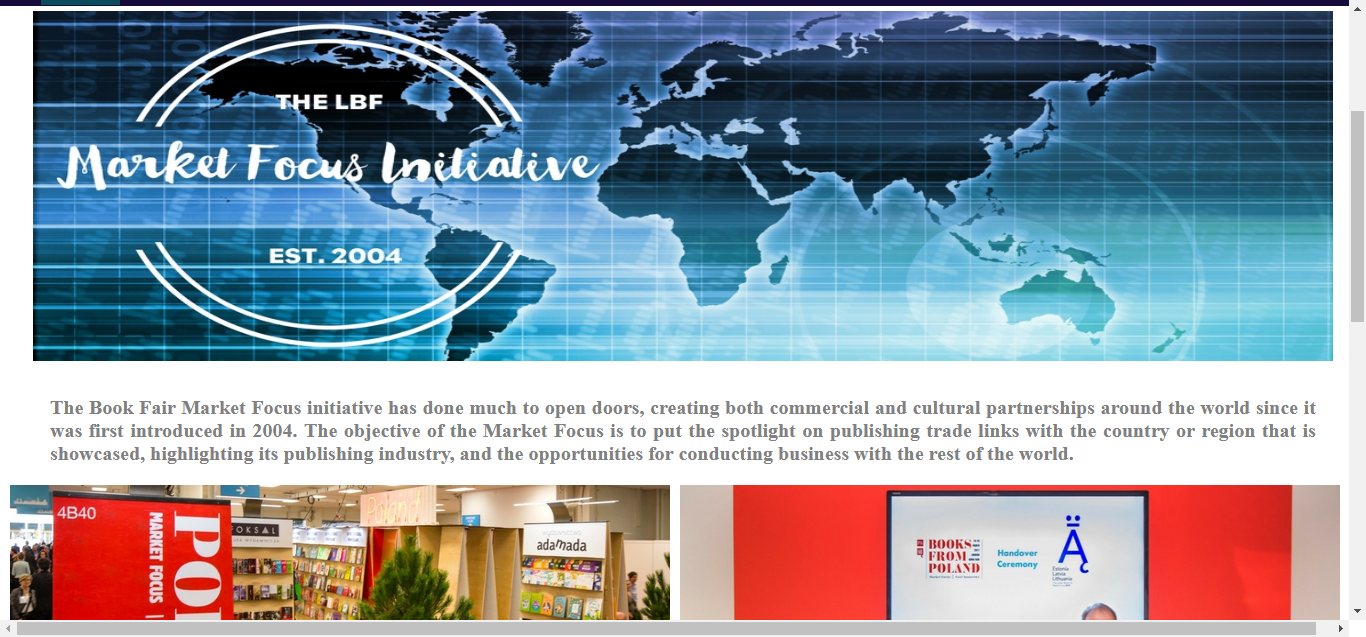 THE LBF
Market Focus Initiative
EST. 2004
The Book Fair Market Focus initiative has done much to open doors, creating both commercial and cultural partnerships around the world since it
was first introduced in 2004. The objective of the Market Focus is to put the spotlight on publishing trade links with the country or region that is
showcased, highlighting its publishing industry, and the opportunities for conducting business with the rest of the world.
4B40
MARKET FOCUS
Poland
adamada
BOOKS
FROM
POLAND
Handover
Ceremony
Estonia
Latvia
Lithuania